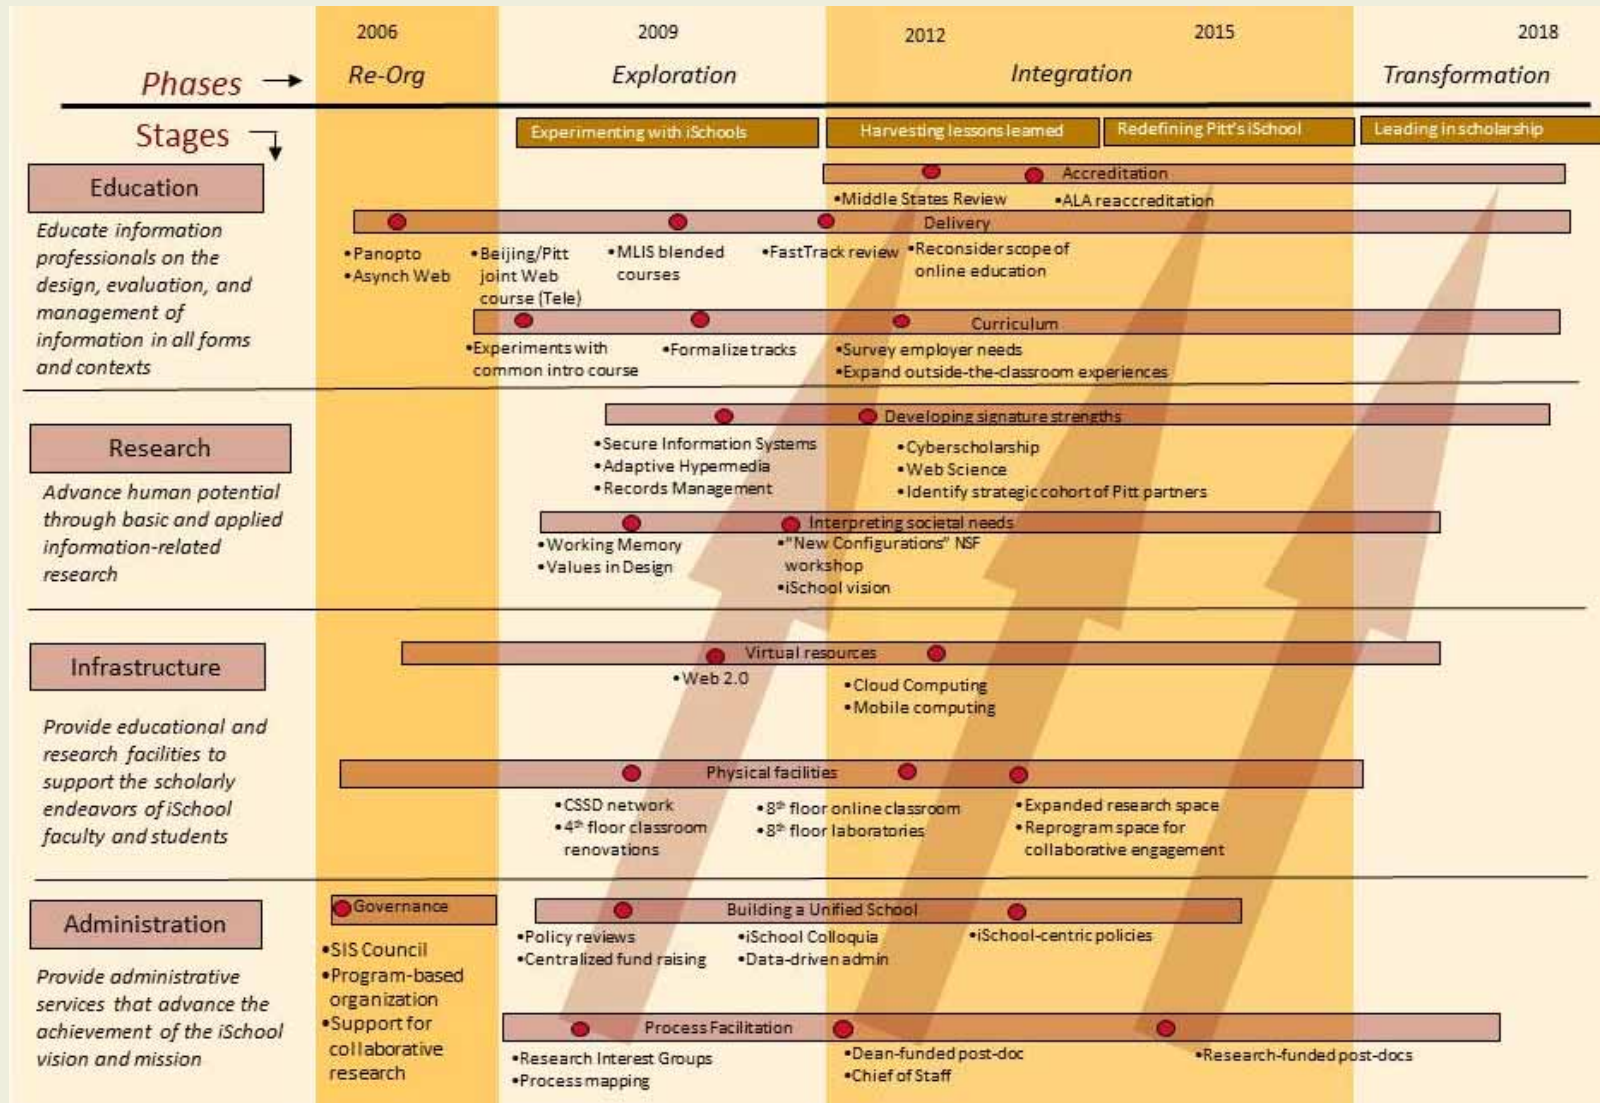 2006 2009 2012 2015 2018
Phases Re-Org Exploration Integration Transformation
Stages
Experimenting with iSchools Harvesting lessons learned Redefining Pitt's iSchool Leading in scholarship
Education
Educate information
professionals on the
design, evaluation, and
management of
information in all forms
and contexts
Accreditation
•Middle States Review
•ALA reaccreditation
Delivery
•Panopto
•Asynch Web
•Beijing/Pitt
joint Web
course (Tele)
•MLIS blended
courses
•FastTrack review
•Reconsider scope of
online education
Curriculum
•Experiments with
common intro course
•Formalize tracks
•Survey employer needs
•Expand outside-the-classroom experiences
Research
Advance human potential
through basic and applied
information-related
research
Developing signature strengths
•Secure Information Systems
•Adaptive Hypermedia
•Records Management
•Cyberscholarship
•Web Science
•Identify strategic cohort of Pitt partners
Interpreting societal needs
•Working Memory
•Values in Design
•"New Configurations" NSF
workshop
•iSchool vision
Infrastructure
Provide educational and
research facilities to
support the scholarly
endeavors of iSchool
faculty and students
Virtual resources
•Web 2.0
•Cloud Computing
•Mobile computing
Physical facilities
•CSSD network
•4th floor classroom
renovations
•8th floor online classroom
•8th floor laboratories
•Expanded research space
•Reprogram space for
collaborative engagement
Administration
Provide administrative
services that advance the
achievement of the iSchool
vision and mission
Governance
•SIS Council
•Program-based
organization
•Support for
collaborative
research
Building a Unified School
•Policy reviews
•Centralized fund raising
•iSchool Colloquia
•Data-driven admin
•iSchool-centric policies
Process Facilitation
•Research Interest Groups
•Process mapping
•Dean-funded post-doc
•Chief of Staff
•Research-funded post-docs